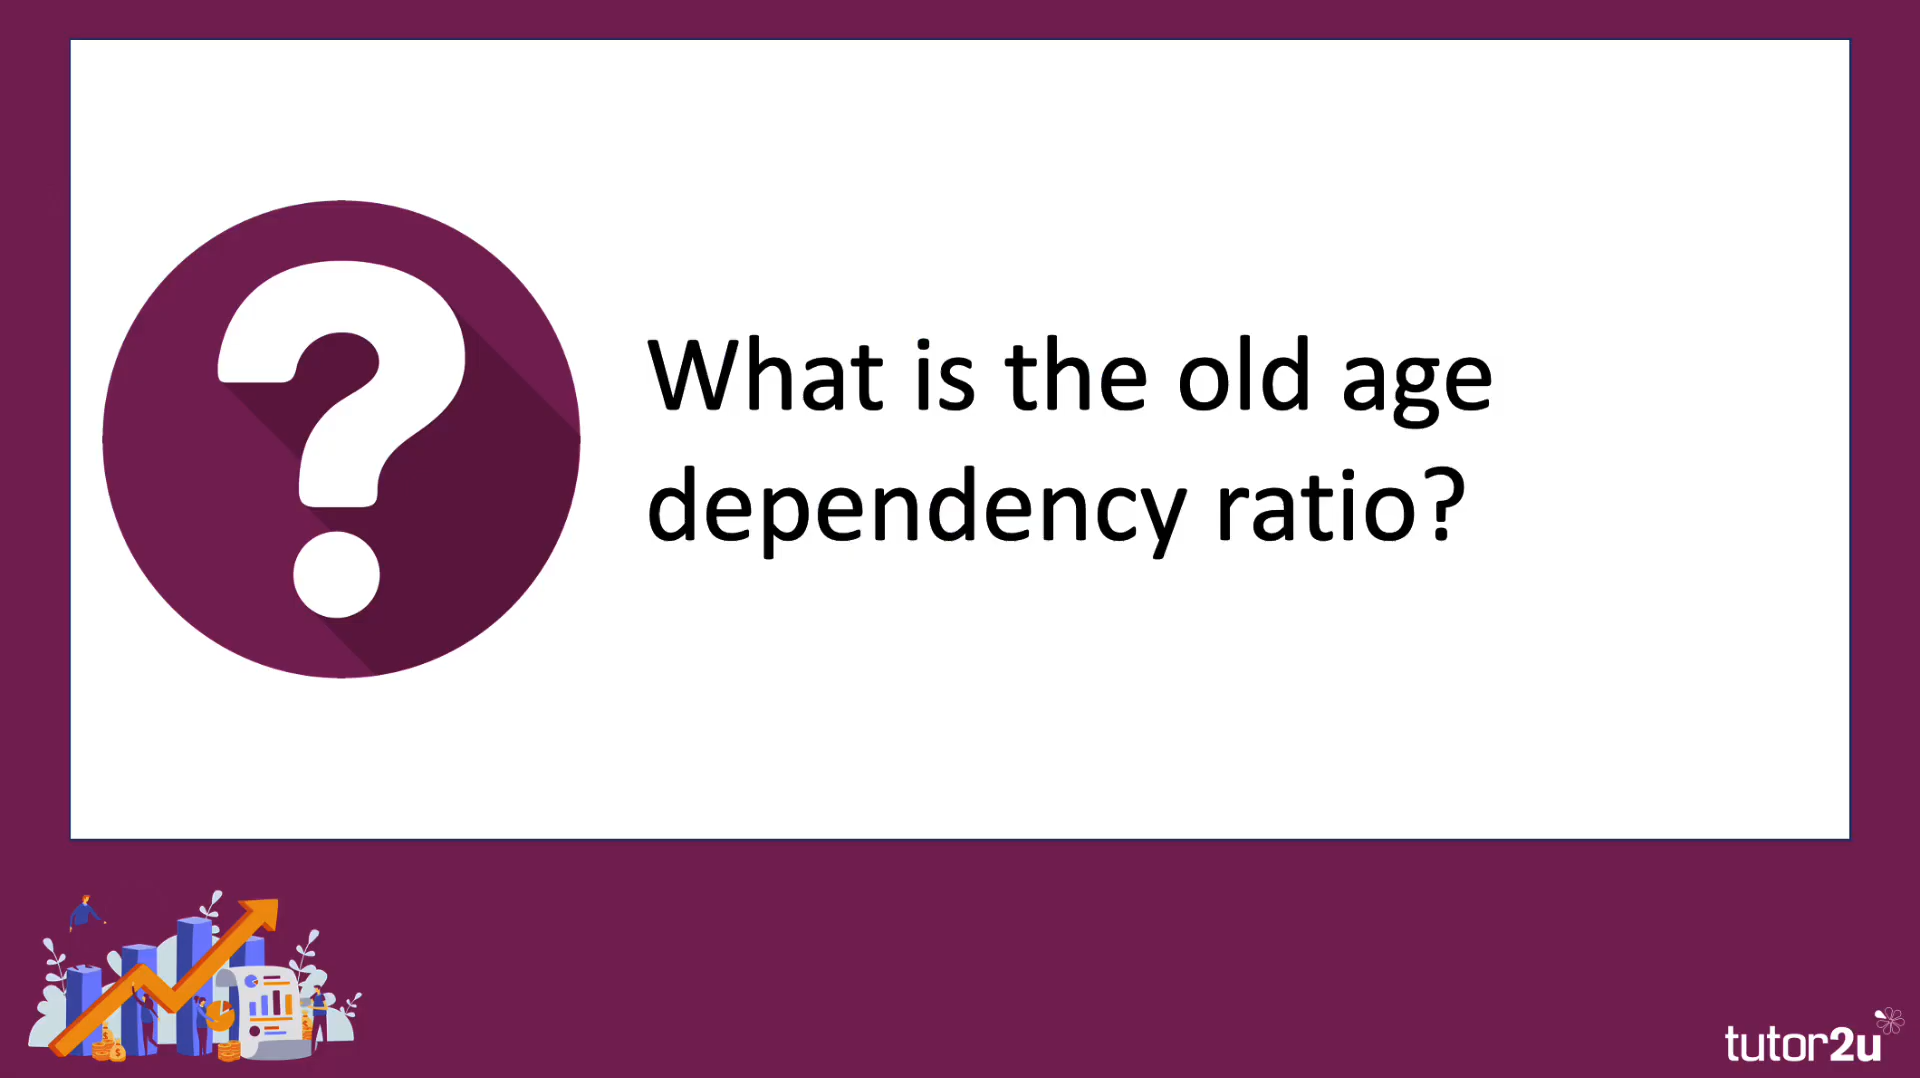 What is the old age
dependency ratio?
tutor2u